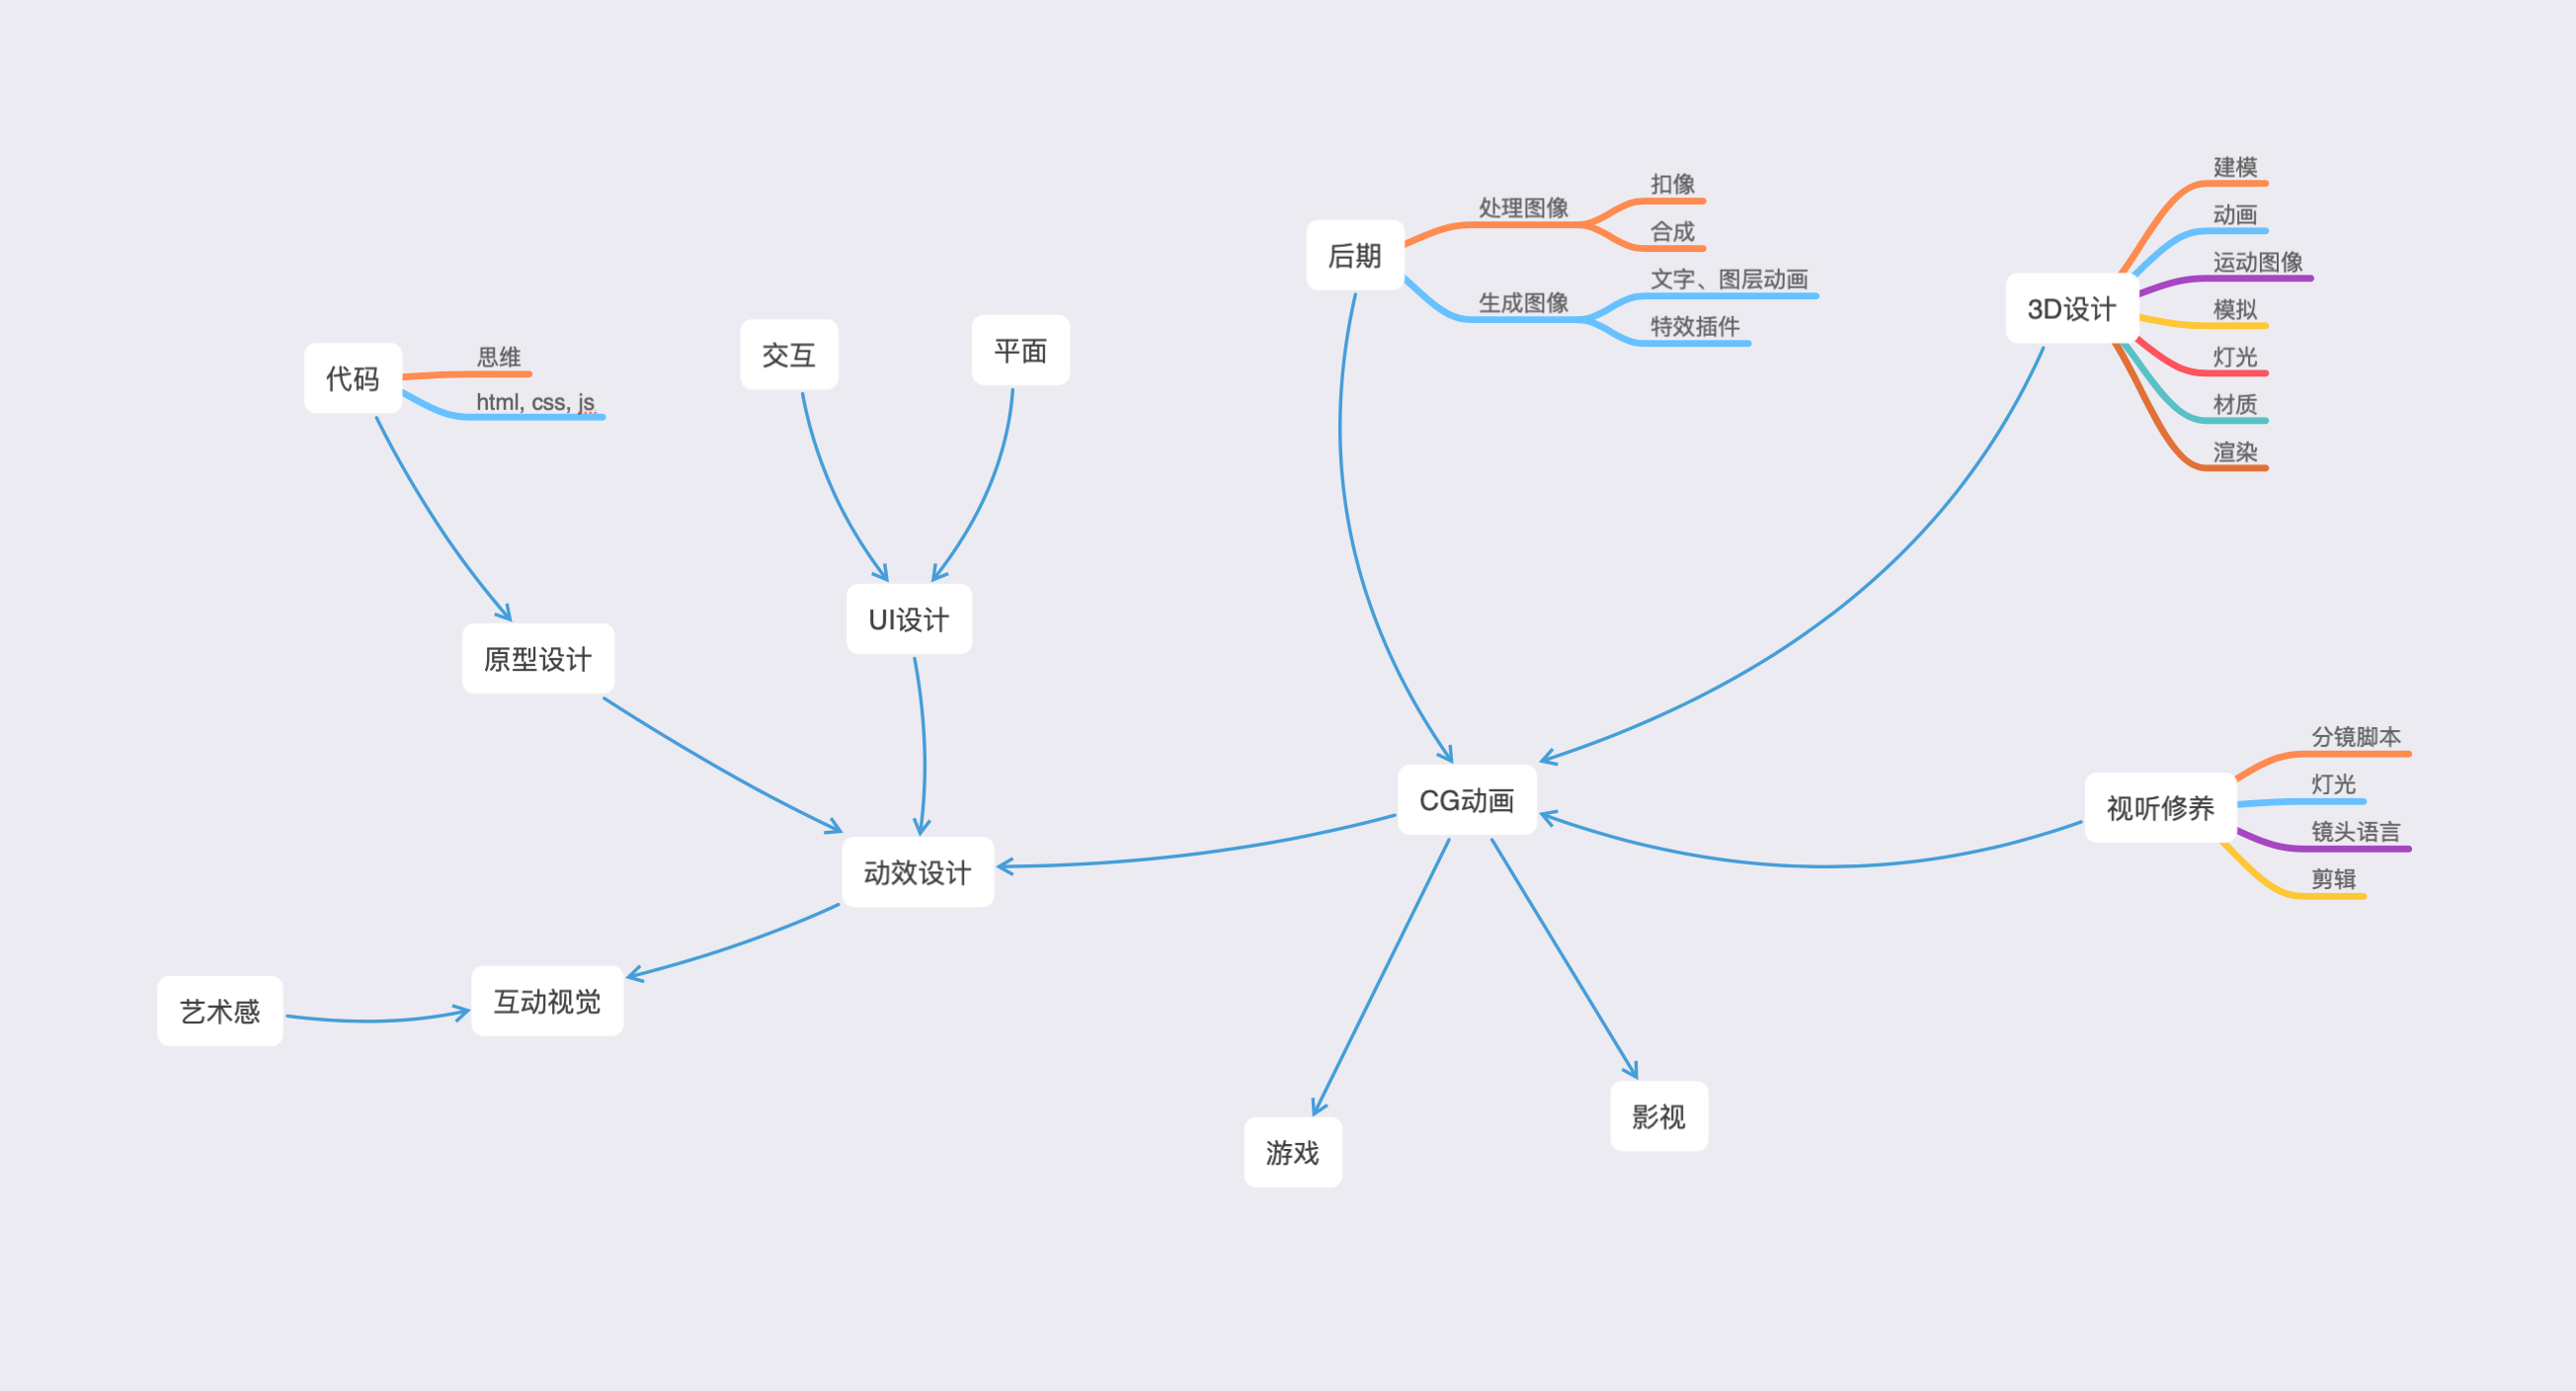 代码
思维
html, css, js
交互
平面
后期
处理图像
扣像
合成
生成图像
文字、图层动画
特效插件
3D设计
建模
动画
运动图像
模拟
灯光
材质
渲染
原型设计
UI设计
CG动画
视听修养
分镜脚本
灯光
镜头语言
剪辑
动效设计
艺术感
互动视觉
游戏
影视